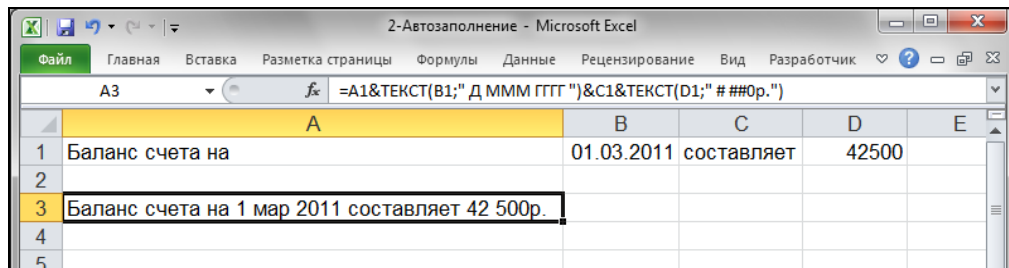 2-Автозаполнение - Microsoft Excel
Файл Главная Вставка Разметка страницы Формулы Данные Рецензирование Вид Разработчик
A3 fx =A1&ТЕКСТ(B1;" Д МММ ГГГГ ")&C1&ТЕКСТ(D1;" # ##0р.")
A B C D E
1 Баланс счета на 01.03.2011 составляет 42500
2
3 Баланс счета на 1 мар 2011 составляет 42 500р.
4
5